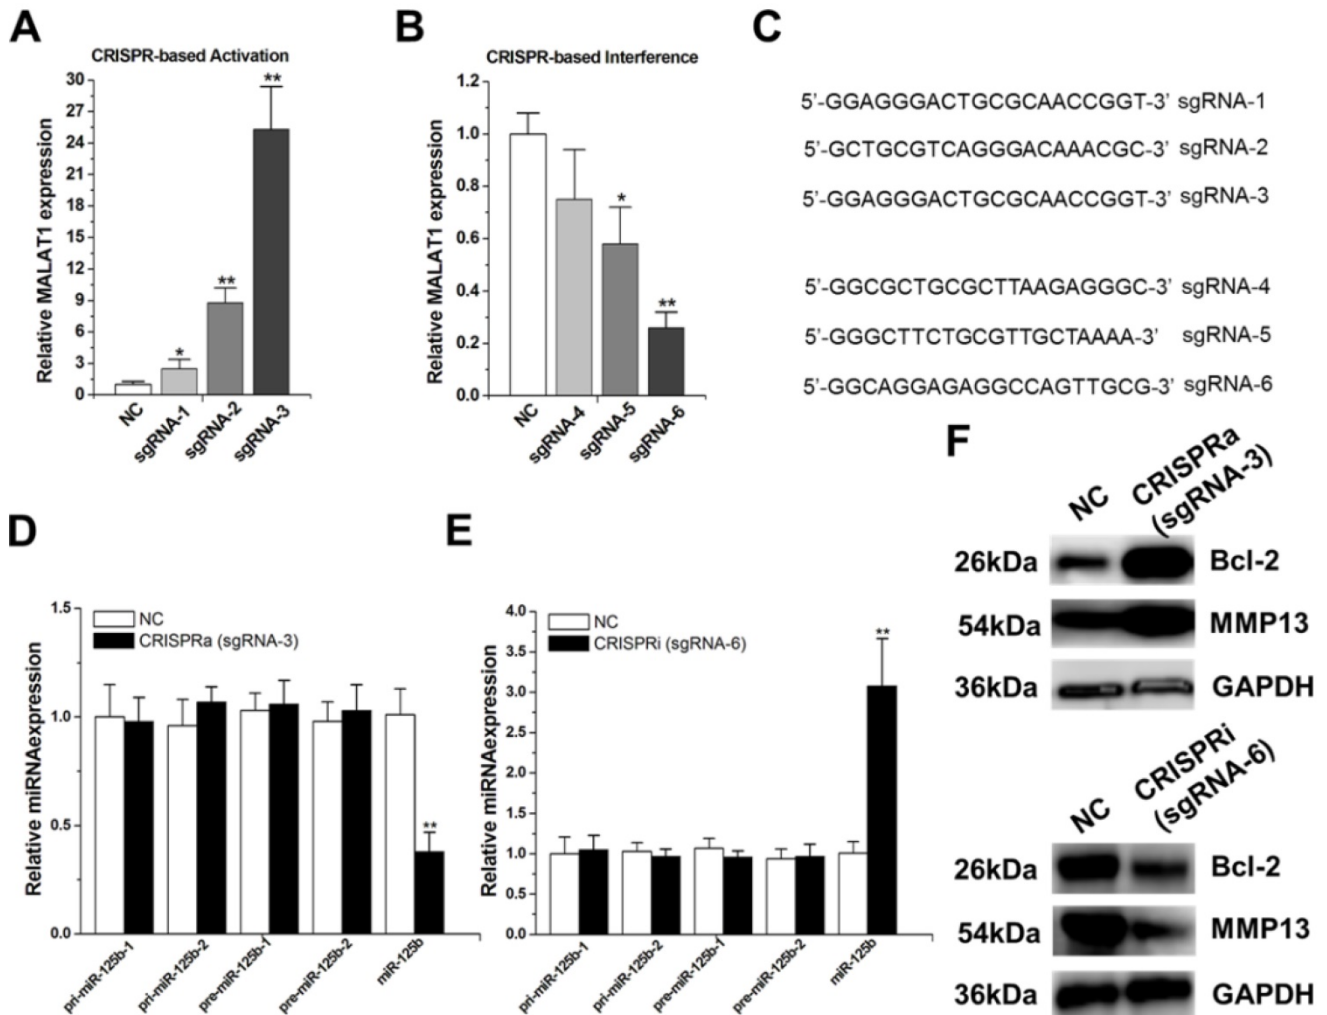 A
CRISPR-based Activation
Relative MALAT1 expression
30
27
24
21
18
15
12
9
6
3
0
*
**
**
NC
sgRNA-1
sgRNA-2
sgRNA-3
B
CRISPR-based Interference
Relative MALAT1 expression
1.2
1.0
0.8
0.6
0.4
0.2
0.0
*
**
NC
sgRNA-4
sgRNA-5
sgRNA-6
C
5'-GGAGGGACTGCGCAACCGGT-3' sgRNA-1
5'-GCTGCGTCAGGGACAAACGC-3' sgRNA-2
5'-GGAGGGACTGCGCAACCGGT-3' sgRNA-3
5'-GGCGCTGCGCTTAAGAGGGC-3' sgRNA-4
5'-GGGCTTCTGCGTTGCTAAAA-3' sgRNA-5
5'-GGCAGGAGAGGCCAGTTGCG-3' sgRNA-6
D
Relative miRNAexpression
1.5
1.0
0.5
0.0
NC
CRISPRa (sgRNA-3)
**
pri-miR-125b-1
pri-miR-125b-2
pre-miR-125b-1
pre-miR-125b-2
miR-125b
E
Relative miRNAexpression
4.0
3.5
3.0
2.5
2.0
1.5
1.0
0.5
0.0
NC
CRISPRi (sgRNA-6)
**
pri-miR-125b-1
pri-miR-125b-2
pre-miR-125b-1
pre-miR-125b-2
miR-125b
F
NC
CRISPRa
(sgRNA-3)
26kDa Bcl-2
54kDa MMP13
36kDa GAPDH
NC
CRISPRi
(sgRNA-6)
26kDa Bcl-2
54kDa MMP13
36kDa GAPDH